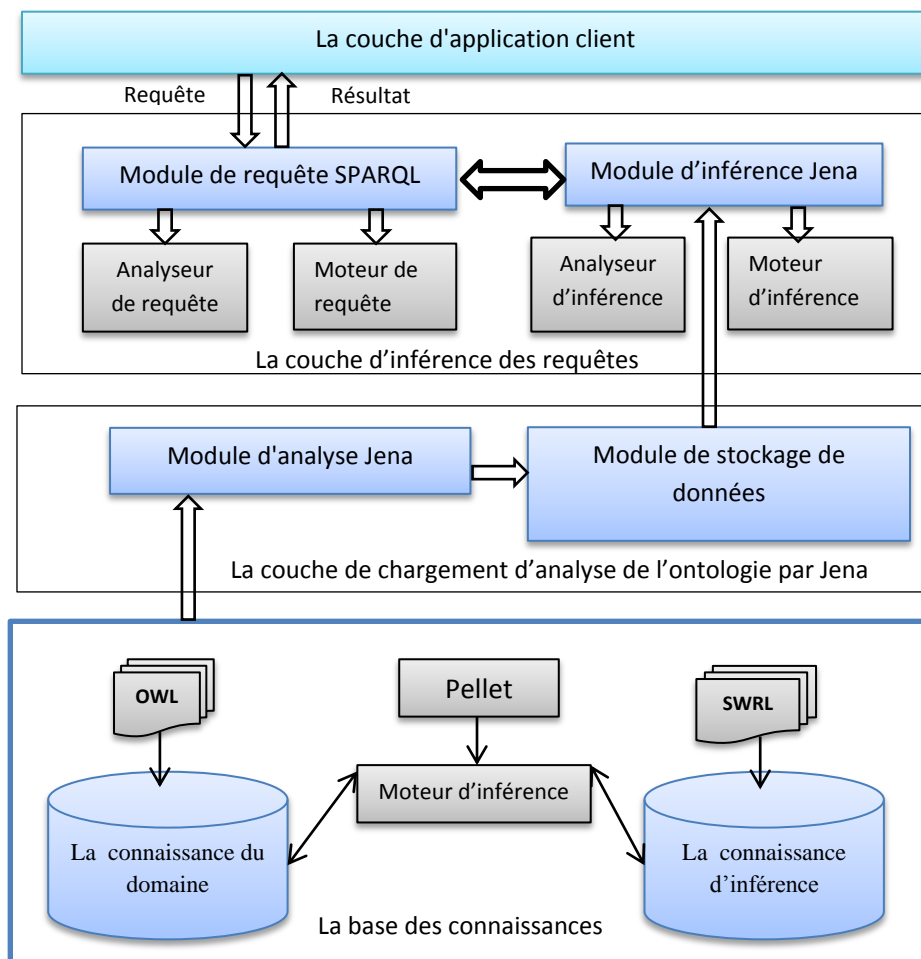 La couche d'application client
Requête
Résultat
Module de requête SPARQL
Module d’inférence Jena
Analyseur
de requête
Moteur de
requête
Analyseur
d’inférence
Moteur
d’inférence
La couche d’inférence des requêtes
Module d'analyse Jena
Module de stockage de
données
La couche de chargement d’analyse de l’ontologie par Jena
OWL
Pellet
SWRL
Moteur d’inférence
La connaissance du
domaine
La connaissance
d’inférence
La base des connaissances